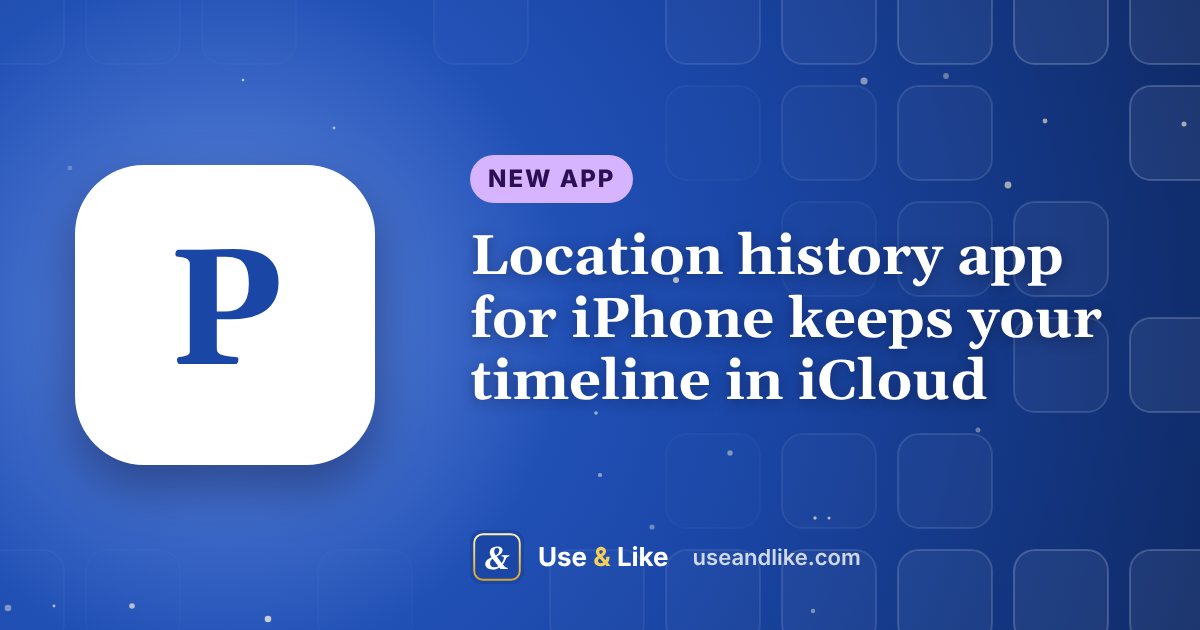 P
NEW APP
Location history app
for iPhone keeps your
timeline in iCloud
& Use & Like useandlike.com